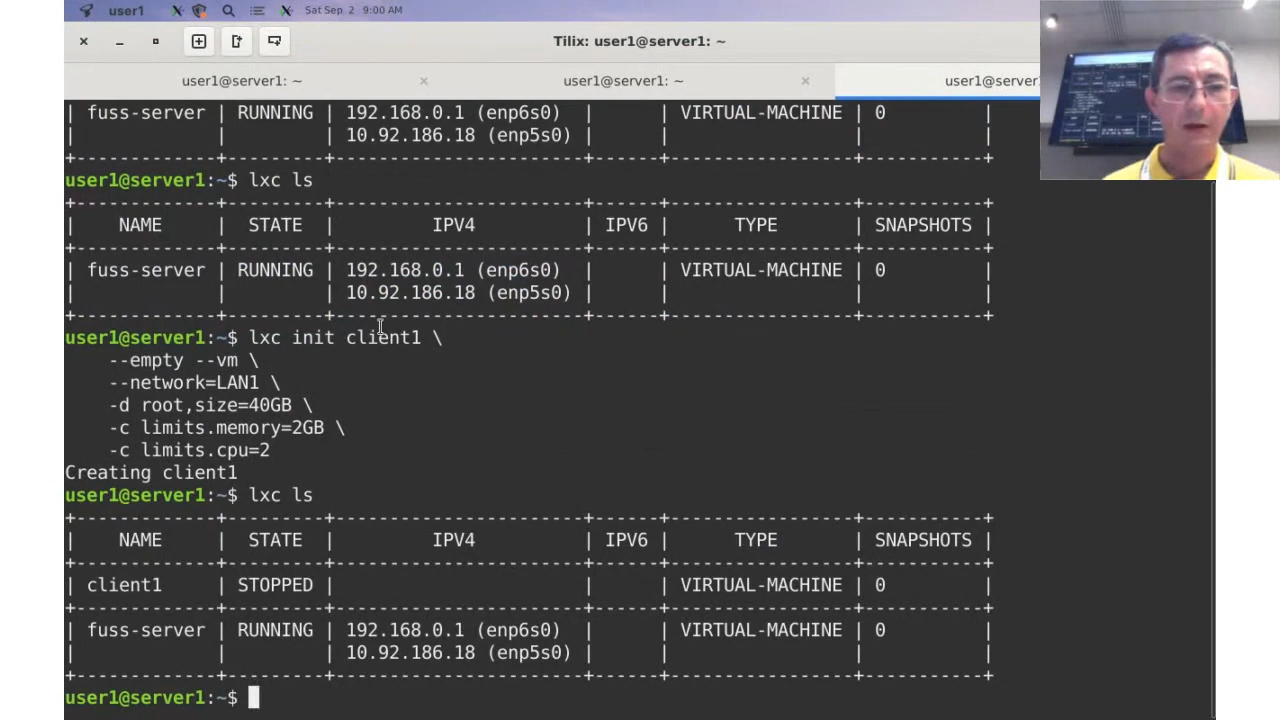 user1 Sat Sep. 2 9:00 AM
Tilix: user1@server1: ~
user1@server1: ~ × user1@server1: ~ × user1@server1
| fuss-server | RUNNING | 192.168.0.1 (enp6s0) | | VIRTUAL-MACHINE | 0 |
| | | 10.92.186.18 (enp5s0) | | | |
+-------------+---------+-----------------------+------+-----------------+-----------+
user1@server1:~$ lxc ls
+-------------+---------+-----------------------+------+-----------------+-----------+
| NAME | STATE | IPV4 | IPV6 | TYPE | SNAPSHOTS |
+-------------+---------+-----------------------+------+-----------------+-----------+
| fuss-server | RUNNING | 192.168.0.1 (enp6s0) | | VIRTUAL-MACHINE | 0 |
| | | 10.92.186.18 (enp5s0) | | | |
+-------------+---------+-----------------------+------+-----------------+-----------+
user1@server1:~$ lxc init client1 \
--empty --vm \
--network=LAN1 \
-d root,size=40GB \
-c limits.memory=2GB \
-c limits.cpu=2
Creating client1
user1@server1:~$ lxc ls
+-------------+---------+-----------------------+------+-----------------+-----------+
| NAME | STATE | IPV4 | IPV6 | TYPE | SNAPSHOTS |
+-------------+---------+-----------------------+------+-----------------+-----------+
| client1 | STOPPED | | | VIRTUAL-MACHINE | 0 |
+-------------+---------+-----------------------+------+-----------------+-----------+
| fuss-server | RUNNING | 192.168.0.1 (enp6s0) | | VIRTUAL-MACHINE | 0 |
| | | 10.92.186.18 (enp5s0) | | | |
+-------------+---------+-----------------------+------+-----------------+-----------+
user1@server1:~$